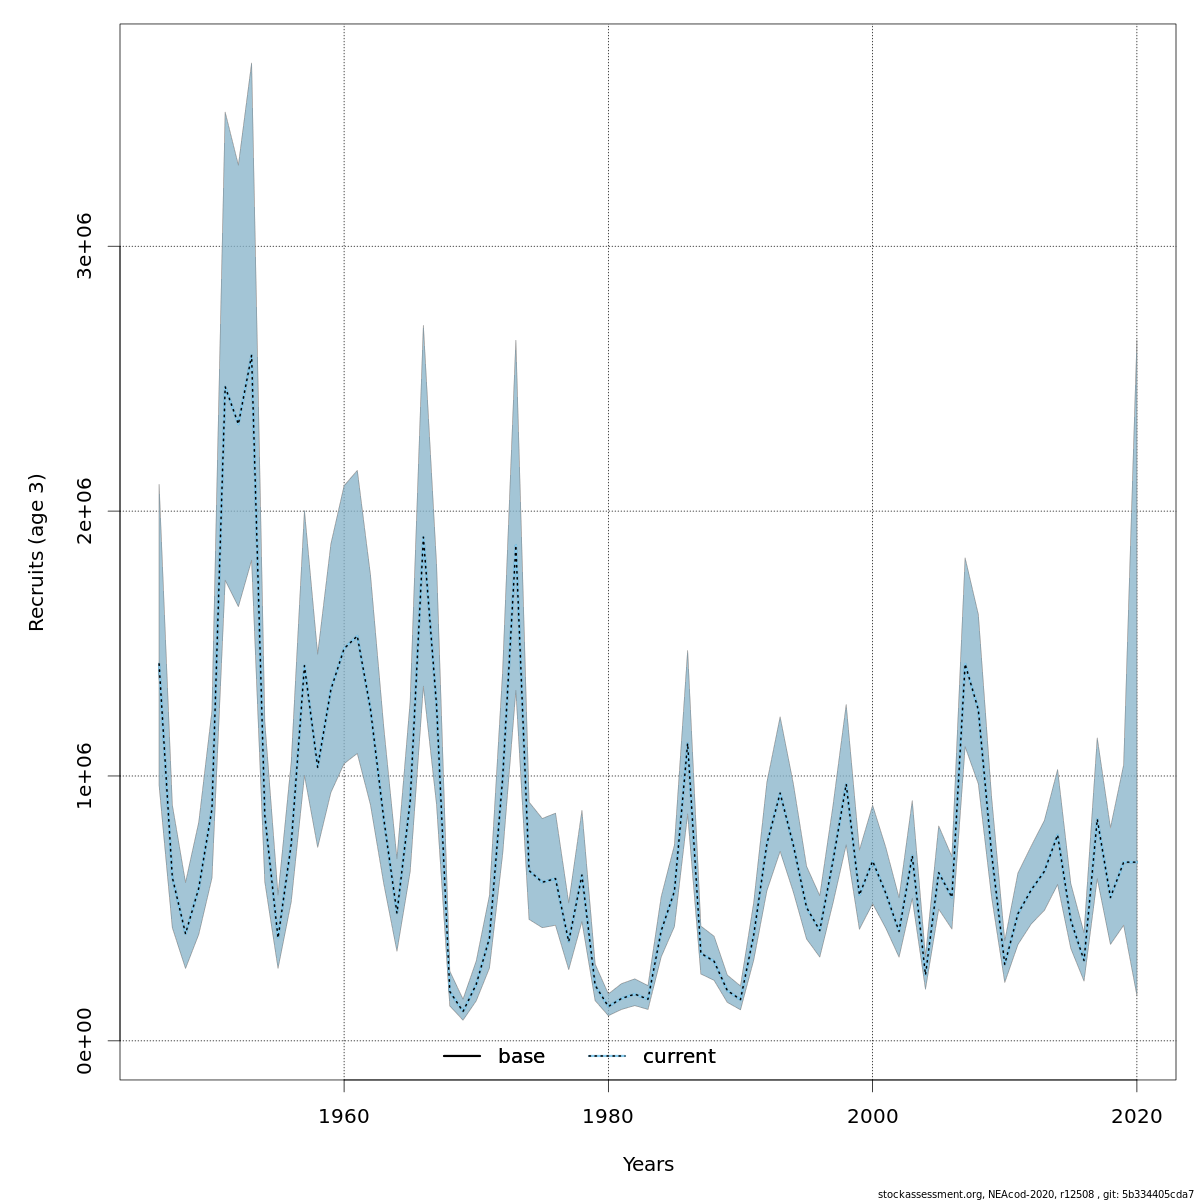 3e+06
2e+06
1e+06
0e+00
Recruits (age 3)
base
current
1960
1980
2000
2020
Years
stockassessment.org, NEAcod-2020, r12508 , git: 5b334405cda7